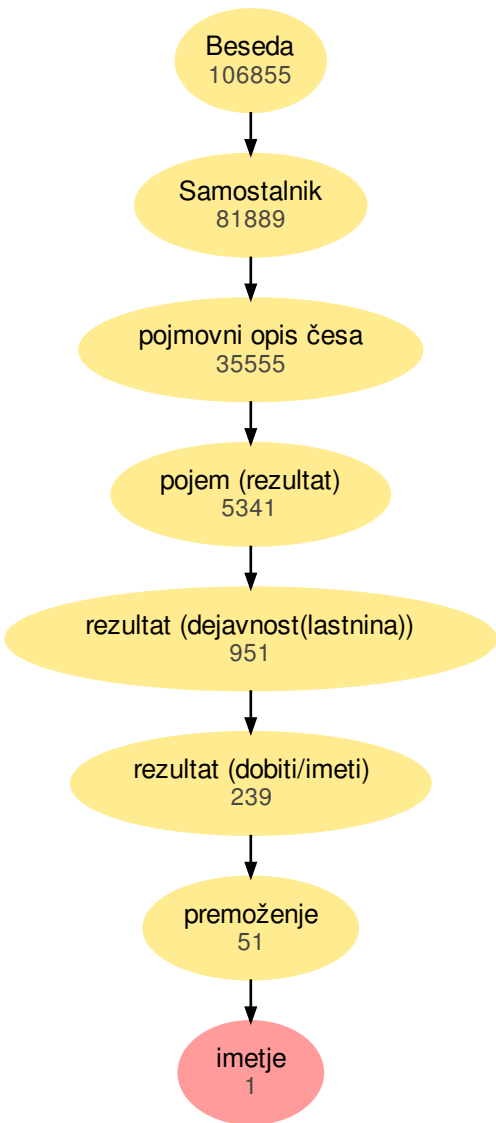 Beseda
106855
Samostalnik
81889
pojmovni opis česa
35555
pojem (rezultat)
5341
rezultat (dejavnost(lastnina))
951
rezultat (dobiti/imeti)
239
premoženje
51
imetje
1